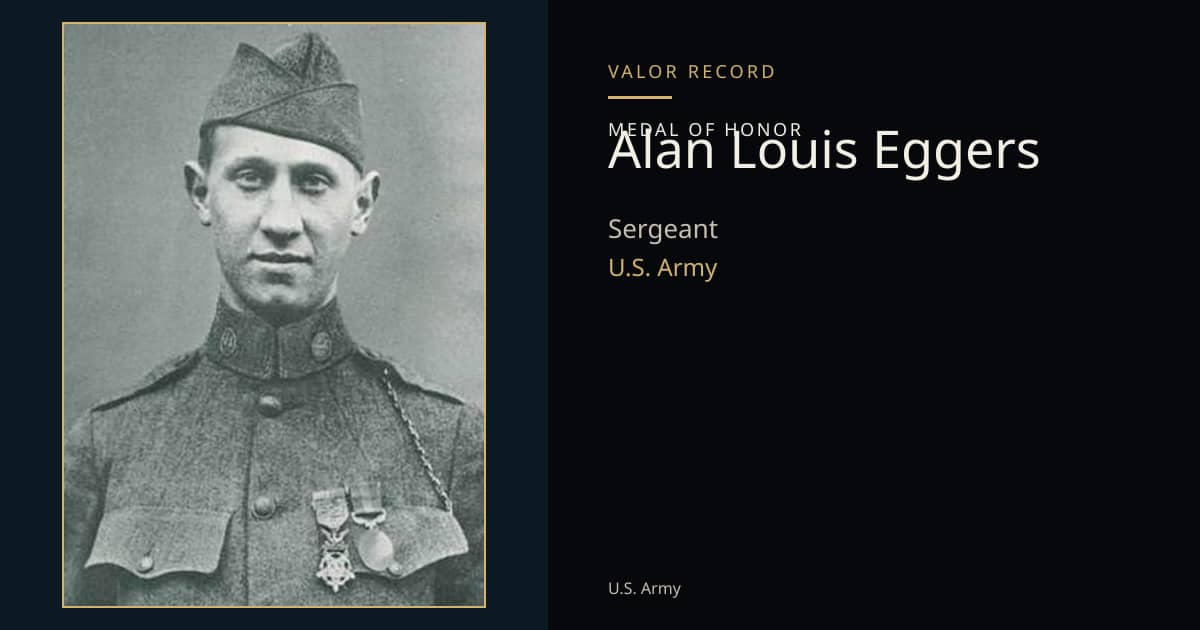 VALOR RECORD
MEDAL OF HONOR
Alan Louis Eggers
Sergeant
U.S. Army
U.S. Army